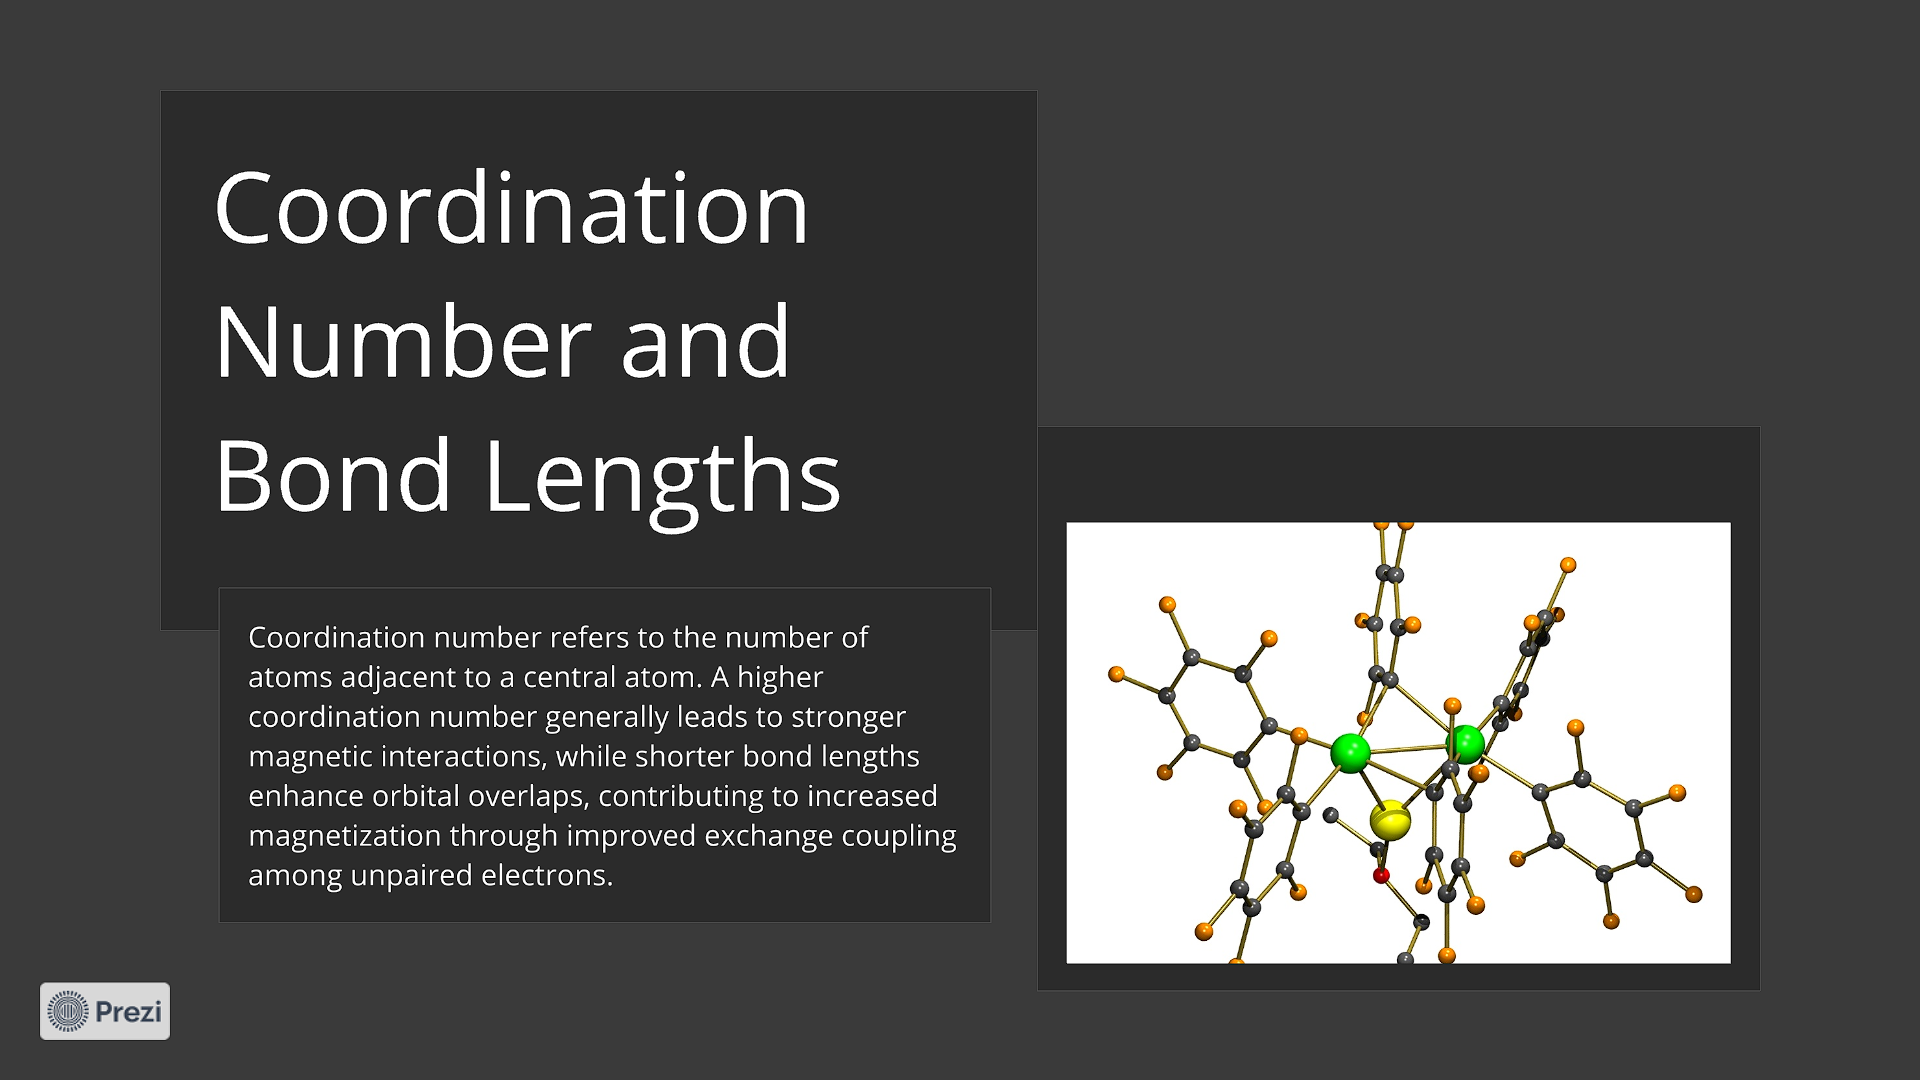 Coordination
Number and
Bond Lengths
Coordination number refers to the number of
atoms adjacent to a central atom. A higher
coordination number generally leads to stronger
magnetic interactions, while shorter bond lengths
enhance orbital overlaps, contributing to increased
magnetization through improved exchange coupling
among unpaired electrons.
Prezi